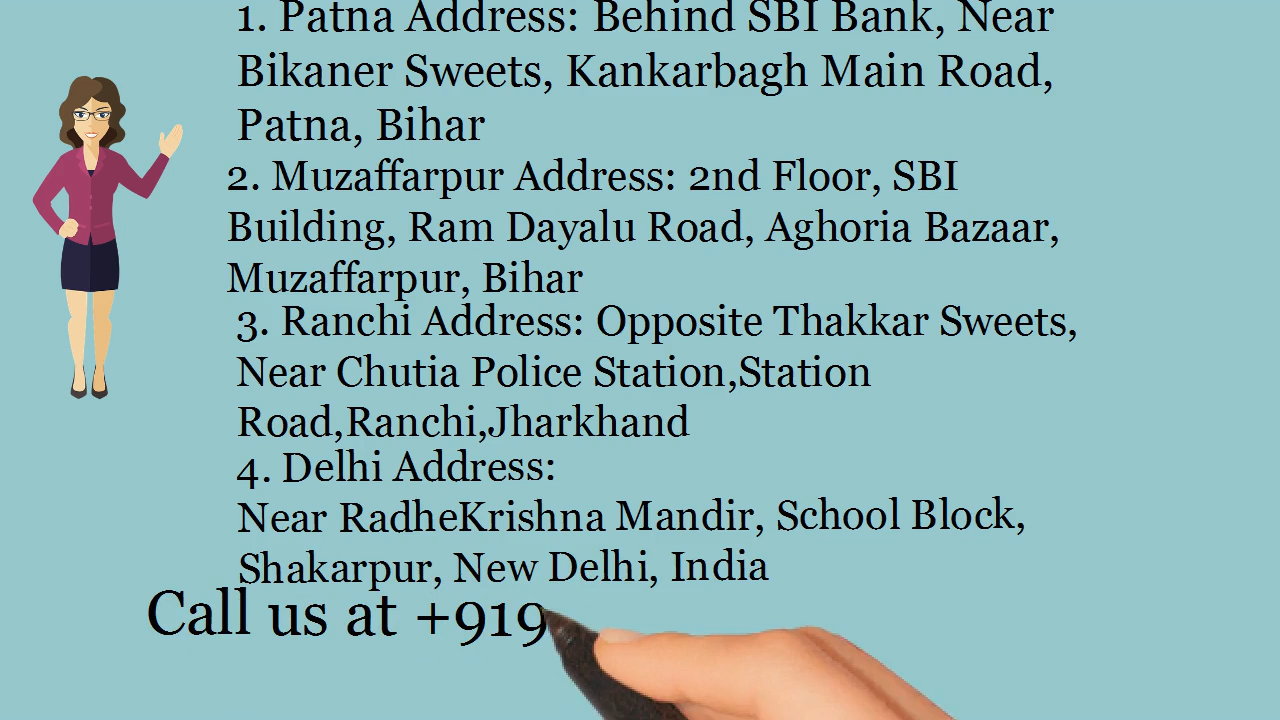 1. Patna Address: Behind SBI Bank, Near
Bikaner Sweets, Kankarbagh Main Road,
Patna, Bihar
2. Muzaffarpur Address: 2nd Floor, SBI
Building, Ram Dayalu Road, Aghoria Bazaar,
Muzaffarpur, Bihar
3. Ranchi Address: Opposite Thakkar Sweets,
Near Chutia Police Station,Station
Road,Ranchi,Jharkhand
4. Delhi Address:
Near RadheKrishna Mandir, School Block,
Shakarpur, New Delhi, India
Call us at +919